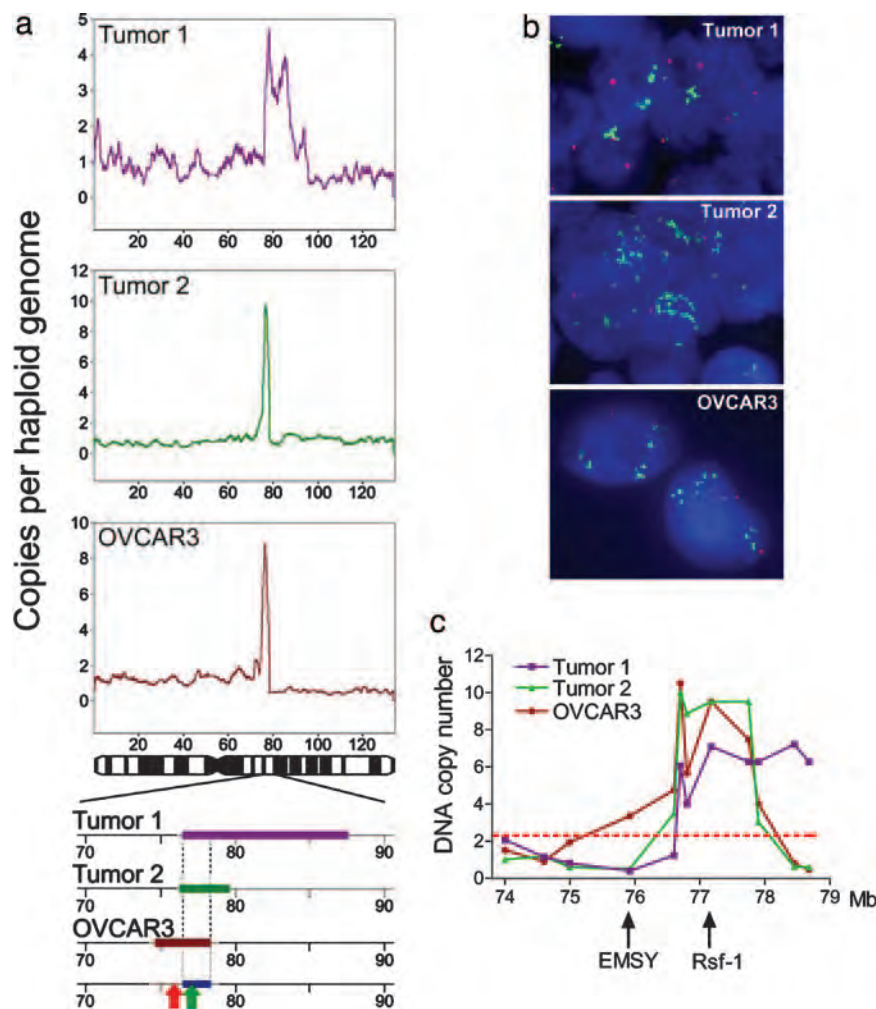 a
Tumor 1
5
4
3
2
1
0
20 40 60 80 100 120
Tumor 2
12
10
8
6
4
2
0
20 40 60 80 100 120
OVCAR3
10
8
6
4
2
0
20 40 60 80 100 120
Copies per haploid genome
Tumor 1
70 80 90
Tumor 2
70 80 90
OVCAR3
70 80 90
70 80 90
b
Tumor 1
Tumor 2
OVCAR3
c
Tumor 1
Tumor 2
OVCAR3
DNA copy number
12
10
8
6
4
2
0
74 75 76 77 78 79 Mb
EMSY Rsf-1